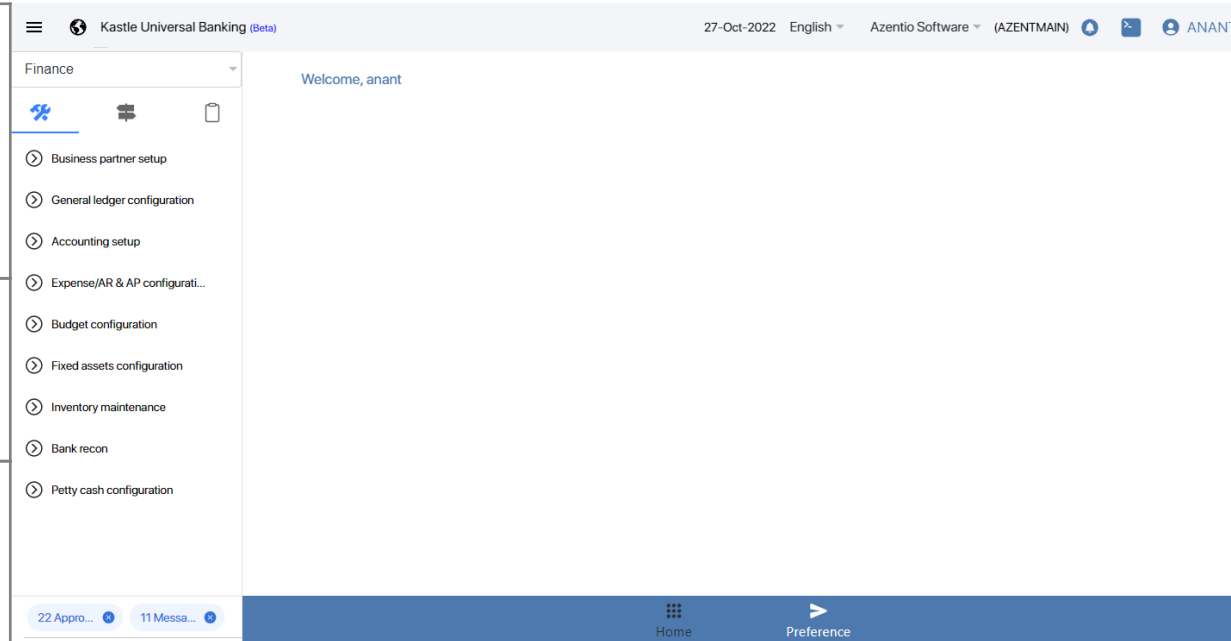 Kastle Universal Banking (Beta)
27-Oct-2022 English Azentio Software (AZENTMAIN) ANANT
Finance
Welcome, anant
Business partner setup
General ledger configuration
Accounting setup
Expense/AR & AP configurati...
Budget configuration
Fixed assets configuration
Inventory maintenance
Bank recon
Petty cash configuration
22 Appro... 11 Messa...
Home Preference